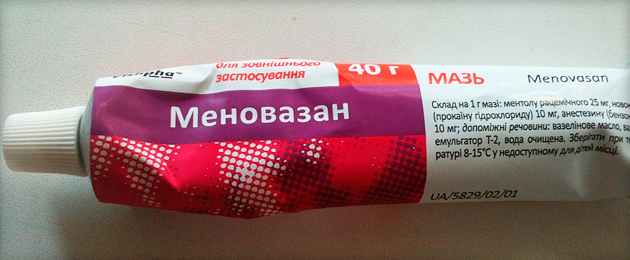 для зовнішнього
застосування
40 г
Меновазан
МАЗЬ
Menovasan
Склад на 1 г мазі: ментолу рацемічного 25 мг,
(прокаїну гідрохлориду) 10 мг, анестезину
10 мг; допоміжні речовини: вазелінове масло,
емульгатор Т-2, вода очищена. Зберігати при
ратурі 8-15°С у недоступному для дітей місці.
UA/5829/02/01